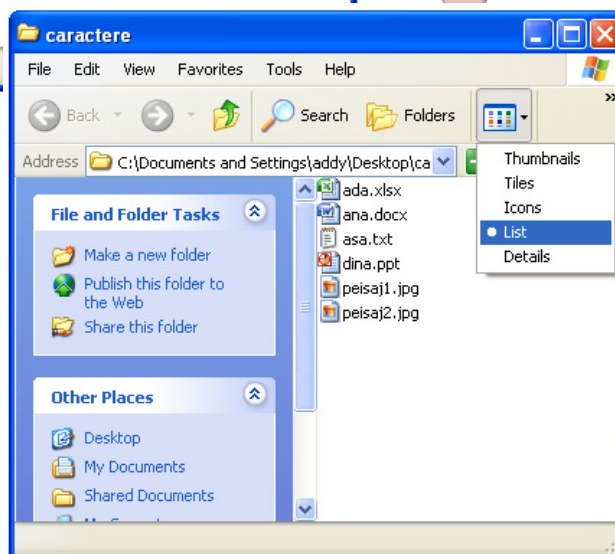 caractere
File Edit View Favorites Tools Help
Back Search Folders »
Address C:\Documents and Settings\addy\Desktop\ca
Thumbnails
Tiles
Icons
List
Details
File and Folder Tasks
Make a new folder
Publish this folder to
the Web
Share this folder
Other Places
Desktop
My Documents
Shared Documents
ada.xlsx
ana.docx
asa.txt
dina.ppt
peisaj1.jpg
peisaj2.jpg